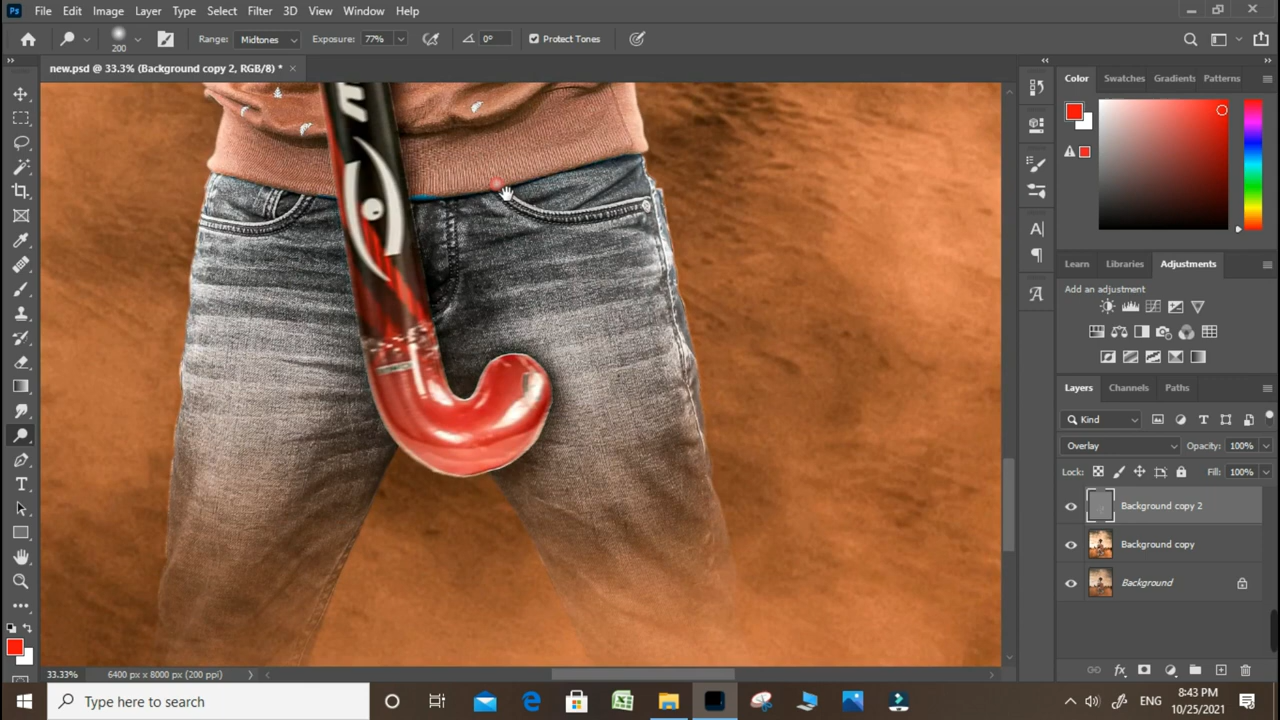 Ps File Edit Image Layer Type Select Filter 3D View Window Help
200 Range: Midtones Exposure: 77% 0° Protect Tones
new.psd @ 33.3% (Background copy 2, RGB/8) * ×
Color Swatches Gradients Patterns
Learn Libraries Adjustments
Add an adjustment
Layers Channels Paths
Kind
Overlay Opacity: 100%
Lock: Fill: 100%
Background copy 2
Background copy
Background
33.33% 6400 px x 8000 px (200 ppi)
Type here to search
ENG
8:43 PM
10/25/2021